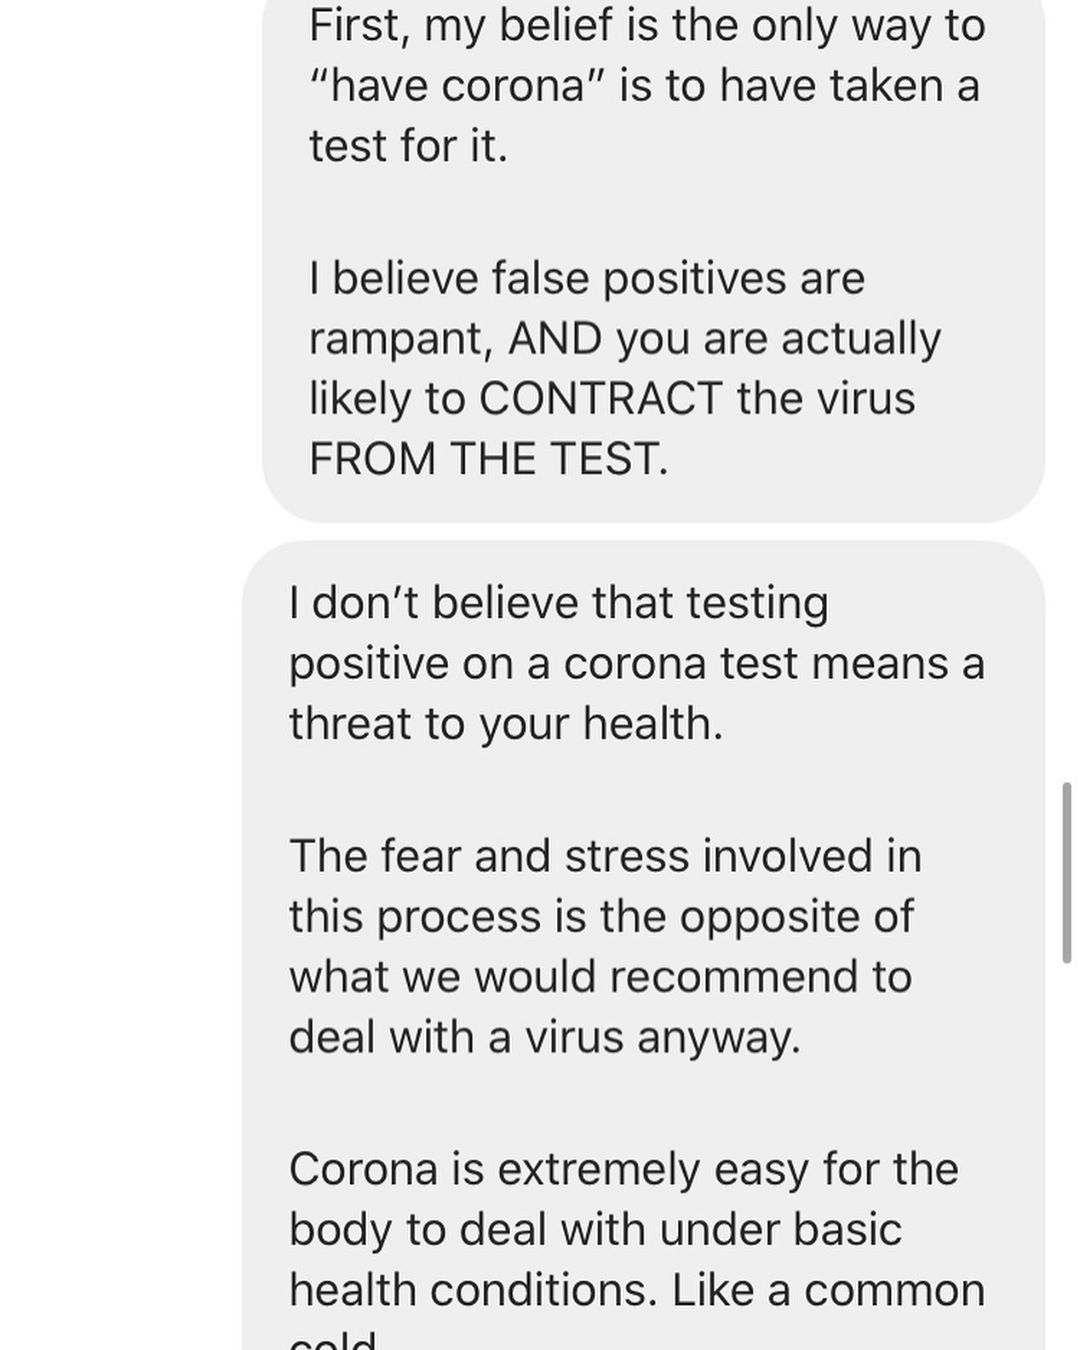 First, my belief is the only way to
“have corona” is to have taken a
test for it.
I believe false positives are
rampant, AND you are actually
likely to CONTRACT the virus
FROM THE TEST.
I don’t believe that testing
positive on a corona test means a
threat to your health.
The fear and stress involved in
this process is the opposite of
what we would recommend to
deal with a virus anyway.
Corona is extremely easy for the
body to deal with under basic
health conditions. Like a common
cold